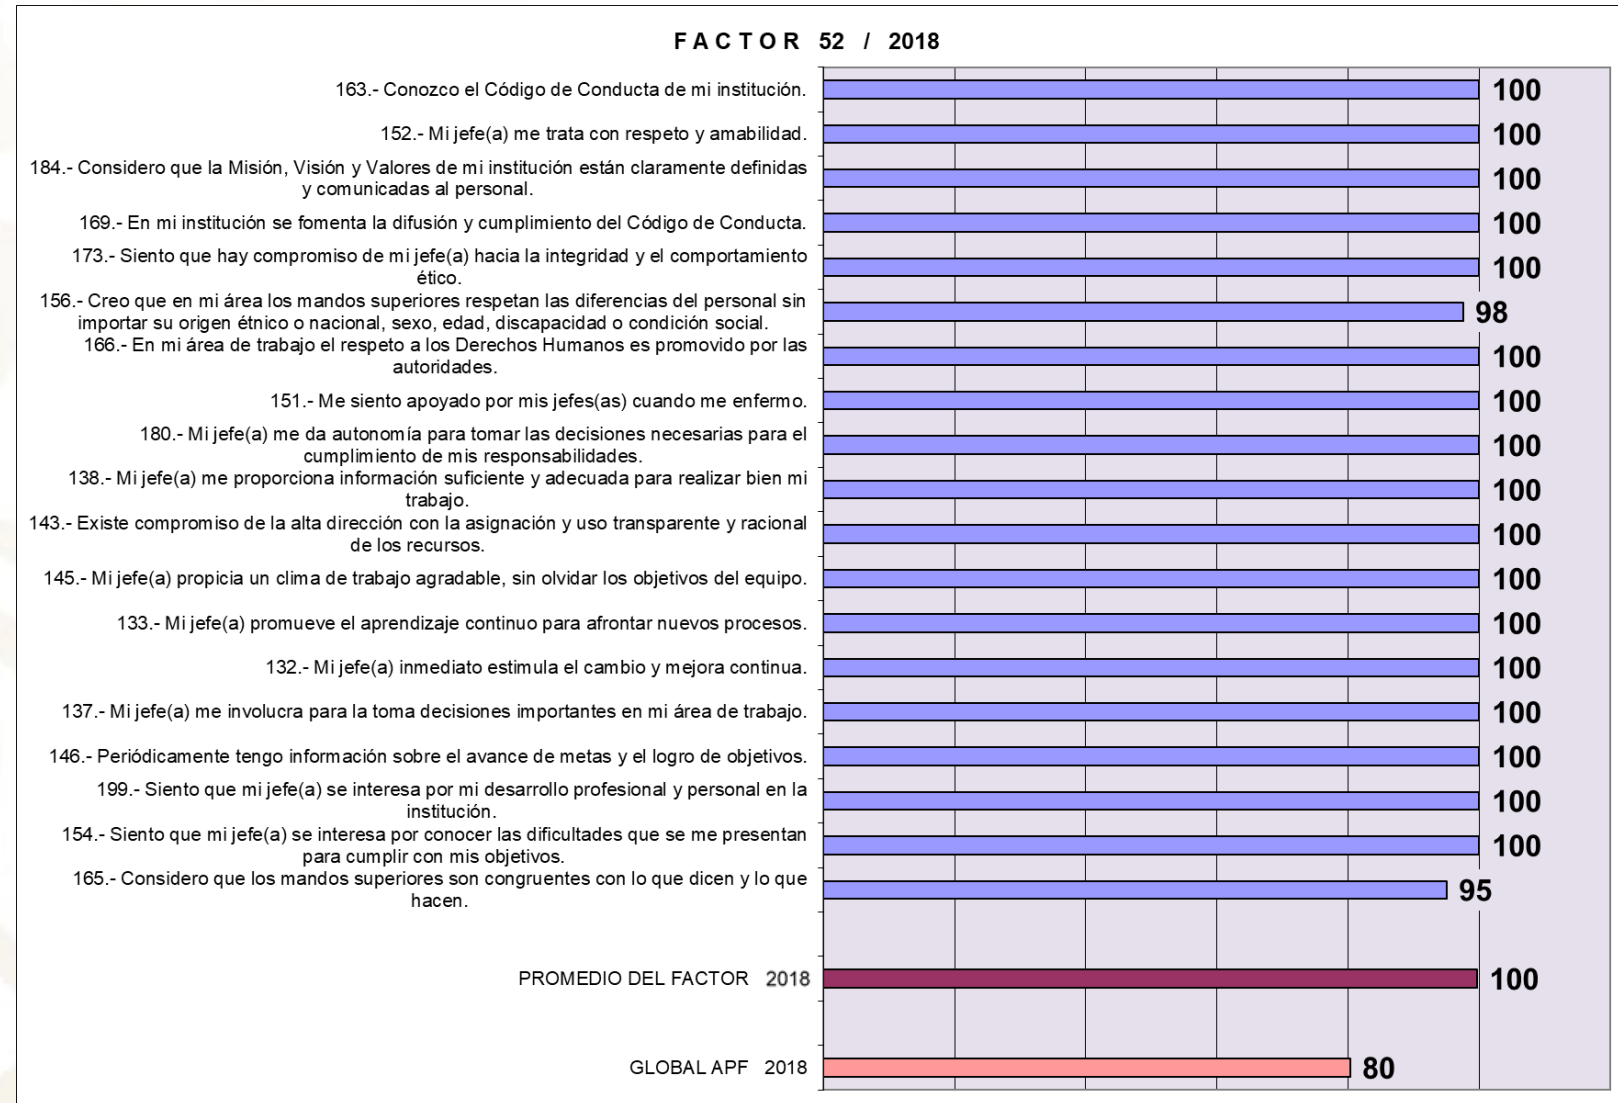 FACTOR 52 / 2018
163.- Conozco el Código de Conducta de mi institución.
100
152.- Mi jefe(a) me trata con respeto y amabilidad.
100
184.- Considero que la Misión, Visión y Valores de mi institución están claramente definidas
y comunicadas al personal.
100
169.- En mi institución se fomenta la difusión y cumplimiento del Código de Conducta.
100
173.- Siento que hay compromiso de mi jefe(a) hacia la integridad y el comportamiento
ético.
100
156.- Creo que en mi área los mandos superiores respetan las diferencias del personal sin
importar su origen étnico o nacional, sexo, edad, discapacidad o condición social.
98
166.- En mi área de trabajo el respeto a los Derechos Humanos es promovido por las
autoridades.
100
151.- Me siento apoyado por mis jefes(as) cuando me enfermo.
100
180.- Mi jefe(a) me da autonomía para tomar las decisiones necesarias para el
cumplimiento de mis responsabilidades.
100
138.- Mi jefe(a) me proporciona información suficiente y adecuada para realizar bien mi
trabajo.
100
143.- Existe compromiso de la alta dirección con la asignación y uso transparente y racional
de los recursos.
100
145.- Mi jefe(a) propicia un clima de trabajo agradable, sin olvidar los objetivos del equipo.
100
133.- Mi jefe(a) promueve el aprendizaje continuo para afrontar nuevos procesos.
100
132.- Mi jefe(a) inmediato estimula el cambio y mejora continua.
100
137.- Mi jefe(a) me involucra para la toma decisiones importantes en mi área de trabajo.
100
146.- Periódicamente tengo información sobre el avance de metas y el logro de objetivos.
100
199.- Siento que mi jefe(a) se interesa por mi desarrollo profesional y personal en la
institución.
100
154.- Siento que mi jefe(a) se interesa por conocer las dificultades que se me presentan
para cumplir con mis objetivos.
100
165.- Considero que los mandos superiores son congruentes con lo que dicen y lo que
hacen.
95
PROMEDIO DEL FACTOR 2018
100
GLOBAL APF 2018
80